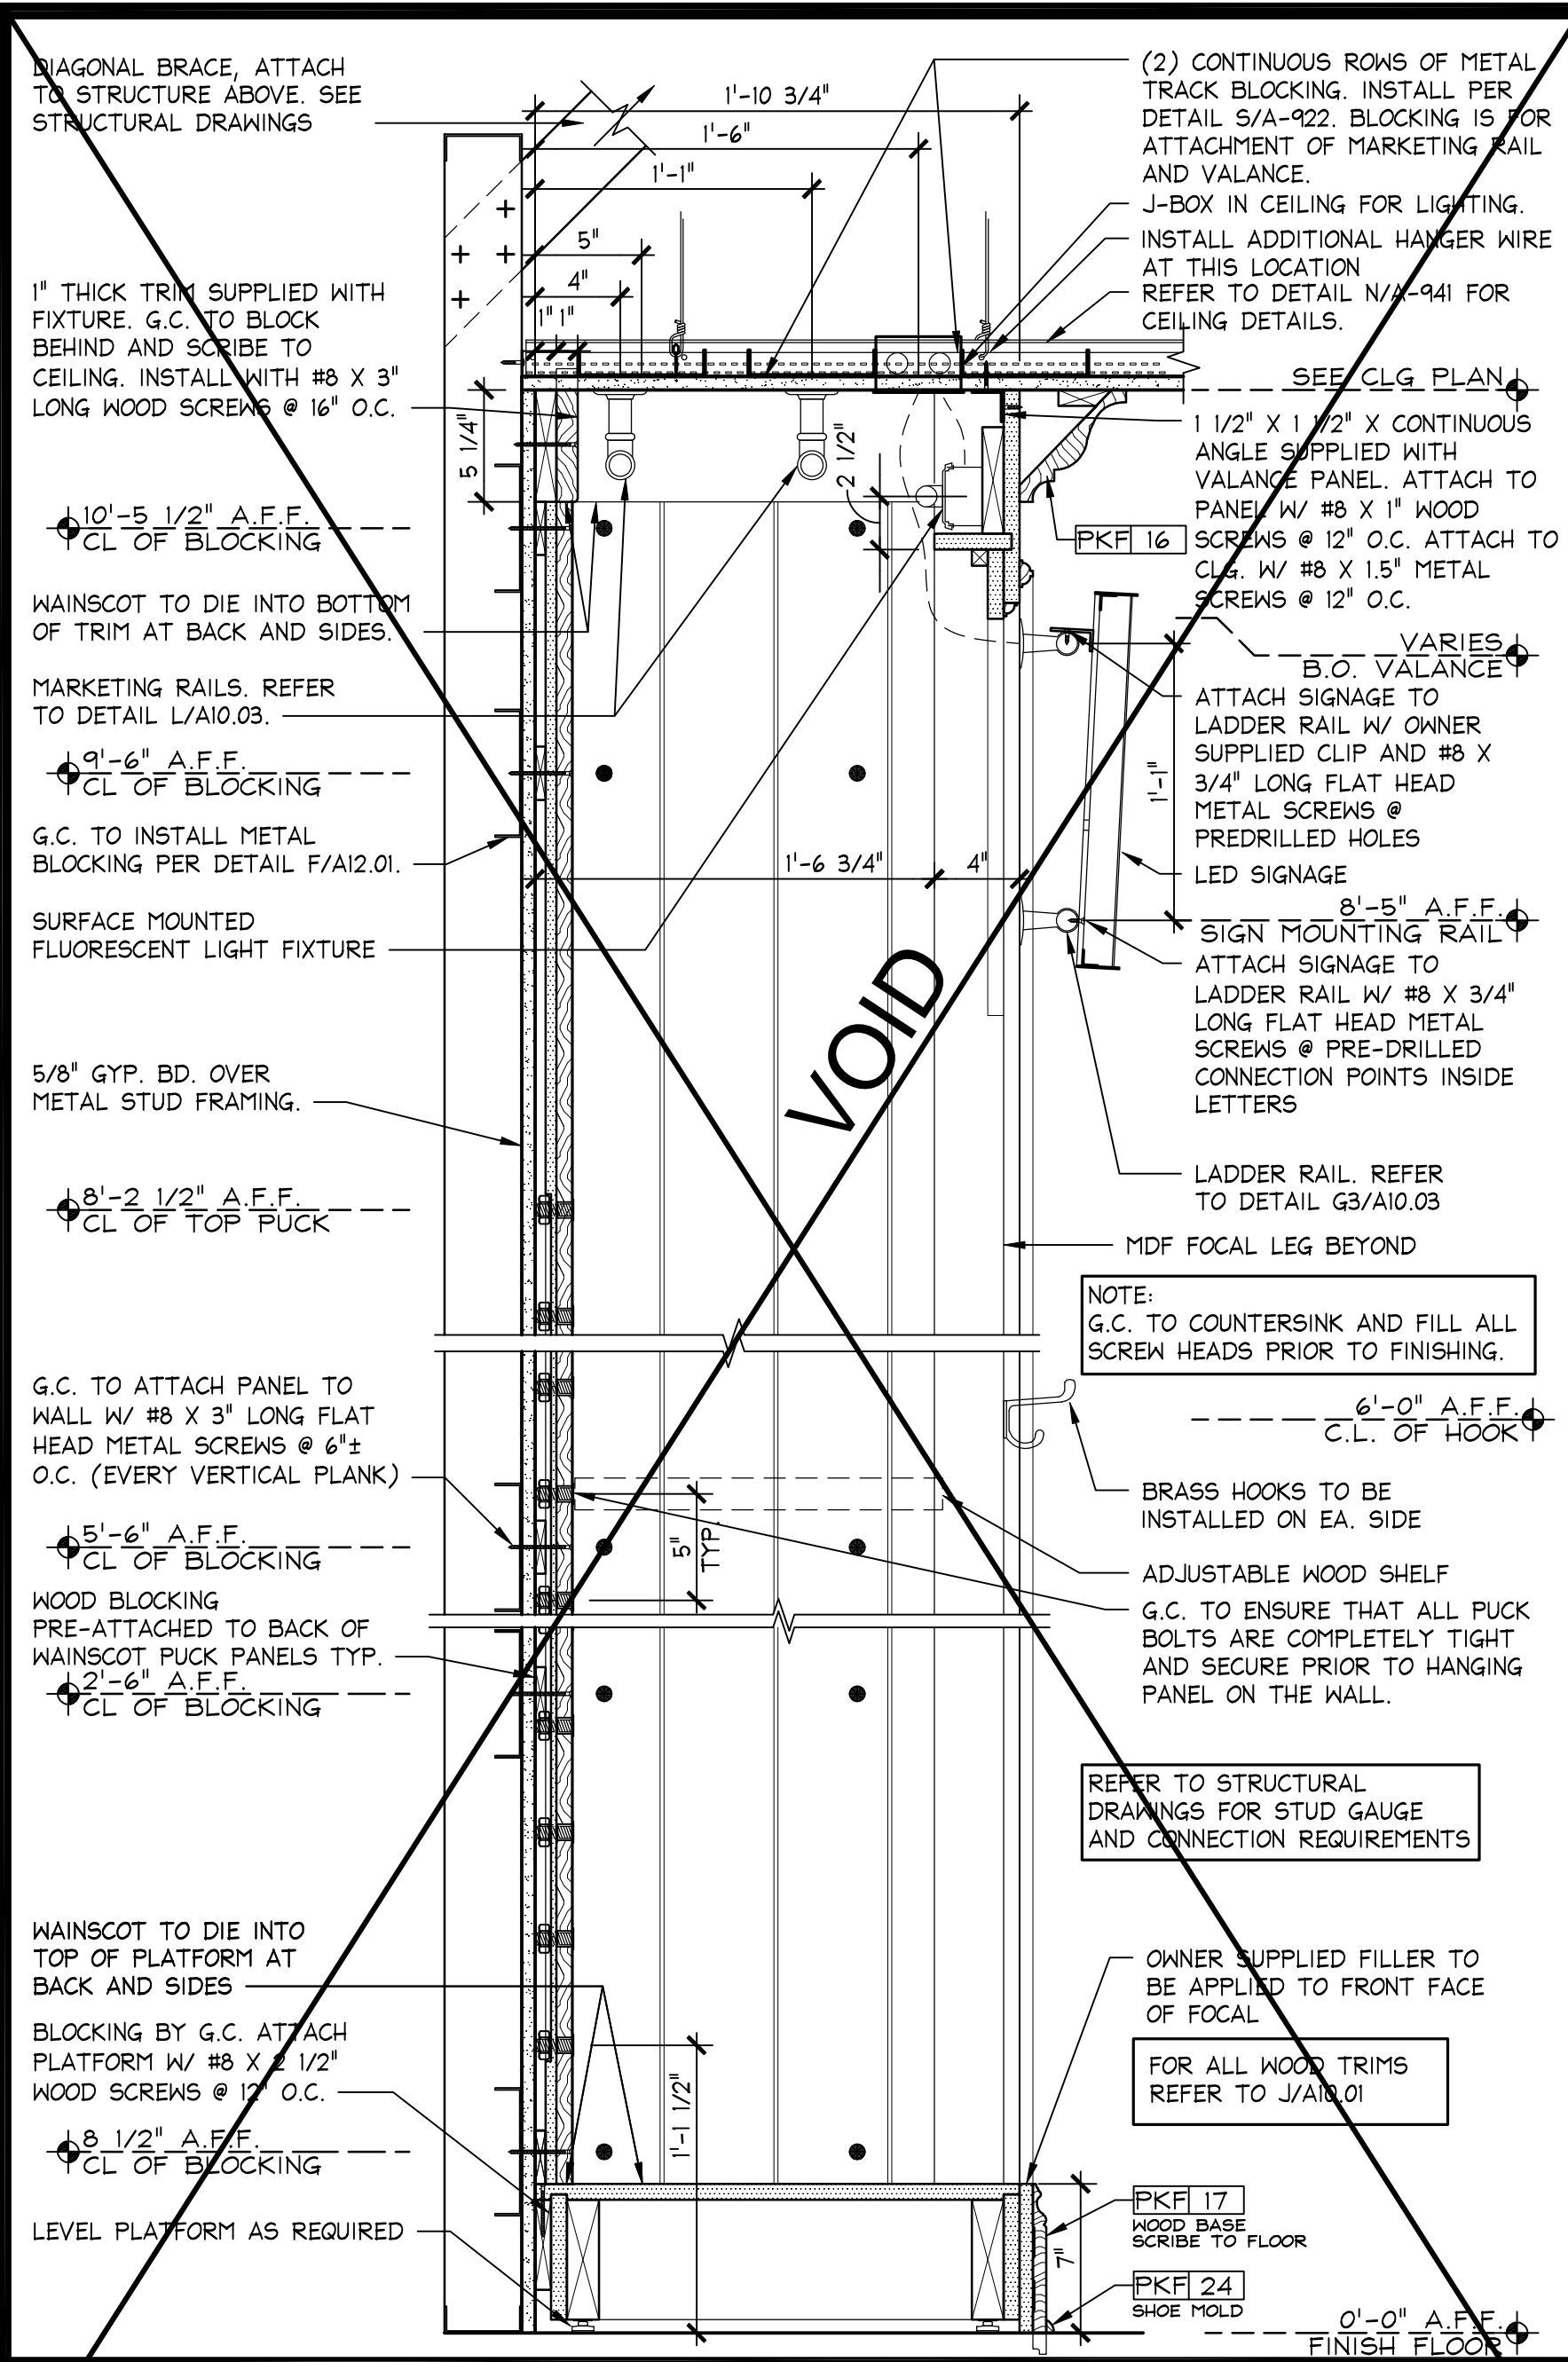 DIAGONAL BRACE, ATTACH
TO STRUCTURE ABOVE. SEE
STRUCTURAL DRAWINGS
1" THICK TRIM SUPPLIED WITH
FIXTURE. G.C. TO BLOCK
BEHIND AND SCRIBE TO
CEILING. INSTALL WITH #8 X 3"
LONG WOOD SCREWS @ 16" O.C.
10'-5 1/2" A.F.F.
CL OF BLOCKING
WAINSCOT TO DIE INTO BOTTOM
OF TRIM AT BACK AND SIDES.
MARKETING RAILS. REFER
TO DETAIL L/A10.03.
9'-6" A.F.F.
CL OF BLOCKING
G.C. TO INSTALL METAL
BLOCKING PER DETAIL F/A12.01.
SURFACE MOUNTED
FLUORESCENT LIGHT FIXTURE
5/8" GYP. BD. OVER
METAL STUD FRAMING.
8'-2 1/2" A.F.F.
CL OF TOP PUCK
G.C. TO ATTACH PANEL TO
WALL W/ #8 X 3" LONG FLAT
HEAD METAL SCREWS @ 6"±
O.C. (EVERY VERTICAL PLANK)
5'-6" A.F.F.
CL OF BLOCKING
WOOD BLOCKING
PRE-ATTACHED TO BACK OF
WAINSCOT PUCK PANELS TYP.
2'-6" A.F.F.
CL OF BLOCKING
WAINSCOT TO DIE INTO
TOP OF PLATFORM AT
BACK AND SIDES
BLOCKING BY G.C. ATTACH
PLATFORM W/ #8 X 2 1/2"
WOOD SCREWS @ 12" O.C.
8 1/2" A.F.F.
CL OF BLOCKING
LEVEL PLATFORM AS REQUIRED
1'-10 3/4"
1'-6"
1'-1"
5"
4"
1" 1"
5 1/4"
2 1/2"
1'-6 3/4"
4"
1'-1"
VOID
5"
TYP.
1'-1 1/2"
7"
(2) CONTINUOUS ROWS OF METAL
TRACK BLOCKING. INSTALL PER
DETAIL S/A-922. BLOCKING IS FOR
ATTACHMENT OF MARKETING RAIL
AND VALANCE.
J-BOX IN CEILING FOR LIGHTING.
INSTALL ADDITIONAL HANGER WIRE
AT THIS LOCATION
REFER TO DETAIL N/A-941 FOR
CEILING DETAILS.
SEE CLG PLAN
1 1/2" X 1 1/2" X CONTINUOUS
ANGLE SUPPLIED WITH
VALANCE PANEL. ATTACH TO
PANEL W/ #8 X 1" WOOD
SCREWS @ 12" O.C. ATTACH TO
CLG. W/ #8 X 1.5" METAL
SCREWS @ 12" O.C.
PKF 16
VARIES
B.O. VALANCE
ATTACH SIGNAGE TO
LADDER RAIL W/ OWNER
SUPPLIED CLIP AND #8 X
3/4" LONG FLAT HEAD
METAL SCREWS @
PREDRILLED HOLES
LED SIGNAGE
8'-5" A.F.F.
SIGN MOUNTING RAIL
ATTACH SIGNAGE TO
LADDER RAIL W/ #8 X 3/4"
LONG FLAT HEAD METAL
SCREWS @ PRE-DRILLED
CONNECTION POINTS INSIDE
LETTERS
LADDER RAIL. REFER
TO DETAIL G3/A10.03
MDF FOCAL LEG BEYOND
NOTE:
G.C. TO COUNTERSINK AND FILL ALL
SCREW HEADS PRIOR TO FINISHING.
6'-0" A.F.F.
C.L. OF HOOK
BRASS HOOKS TO BE
INSTALLED ON EA. SIDE
ADJUSTABLE WOOD SHELF
G.C. TO ENSURE THAT ALL PUCK
BOLTS ARE COMPLETELY TIGHT
AND SECURE PRIOR TO HANGING
PANEL ON THE WALL.
REFER TO STRUCTURAL
DRAWINGS FOR STUD GAUGE
AND CONNECTION REQUIREMENTS
OWNER SUPPLIED FILLER TO
BE APPLIED TO FRONT FACE
OF FOCAL
FOR ALL WOOD TRIMS
REFER TO J/A10.01
PKF 17
WOOD BASE
SCRIBE TO FLOOR
PKF 24
SHOE MOLD
0'-0" A.F.F.
FINISH FLOOR